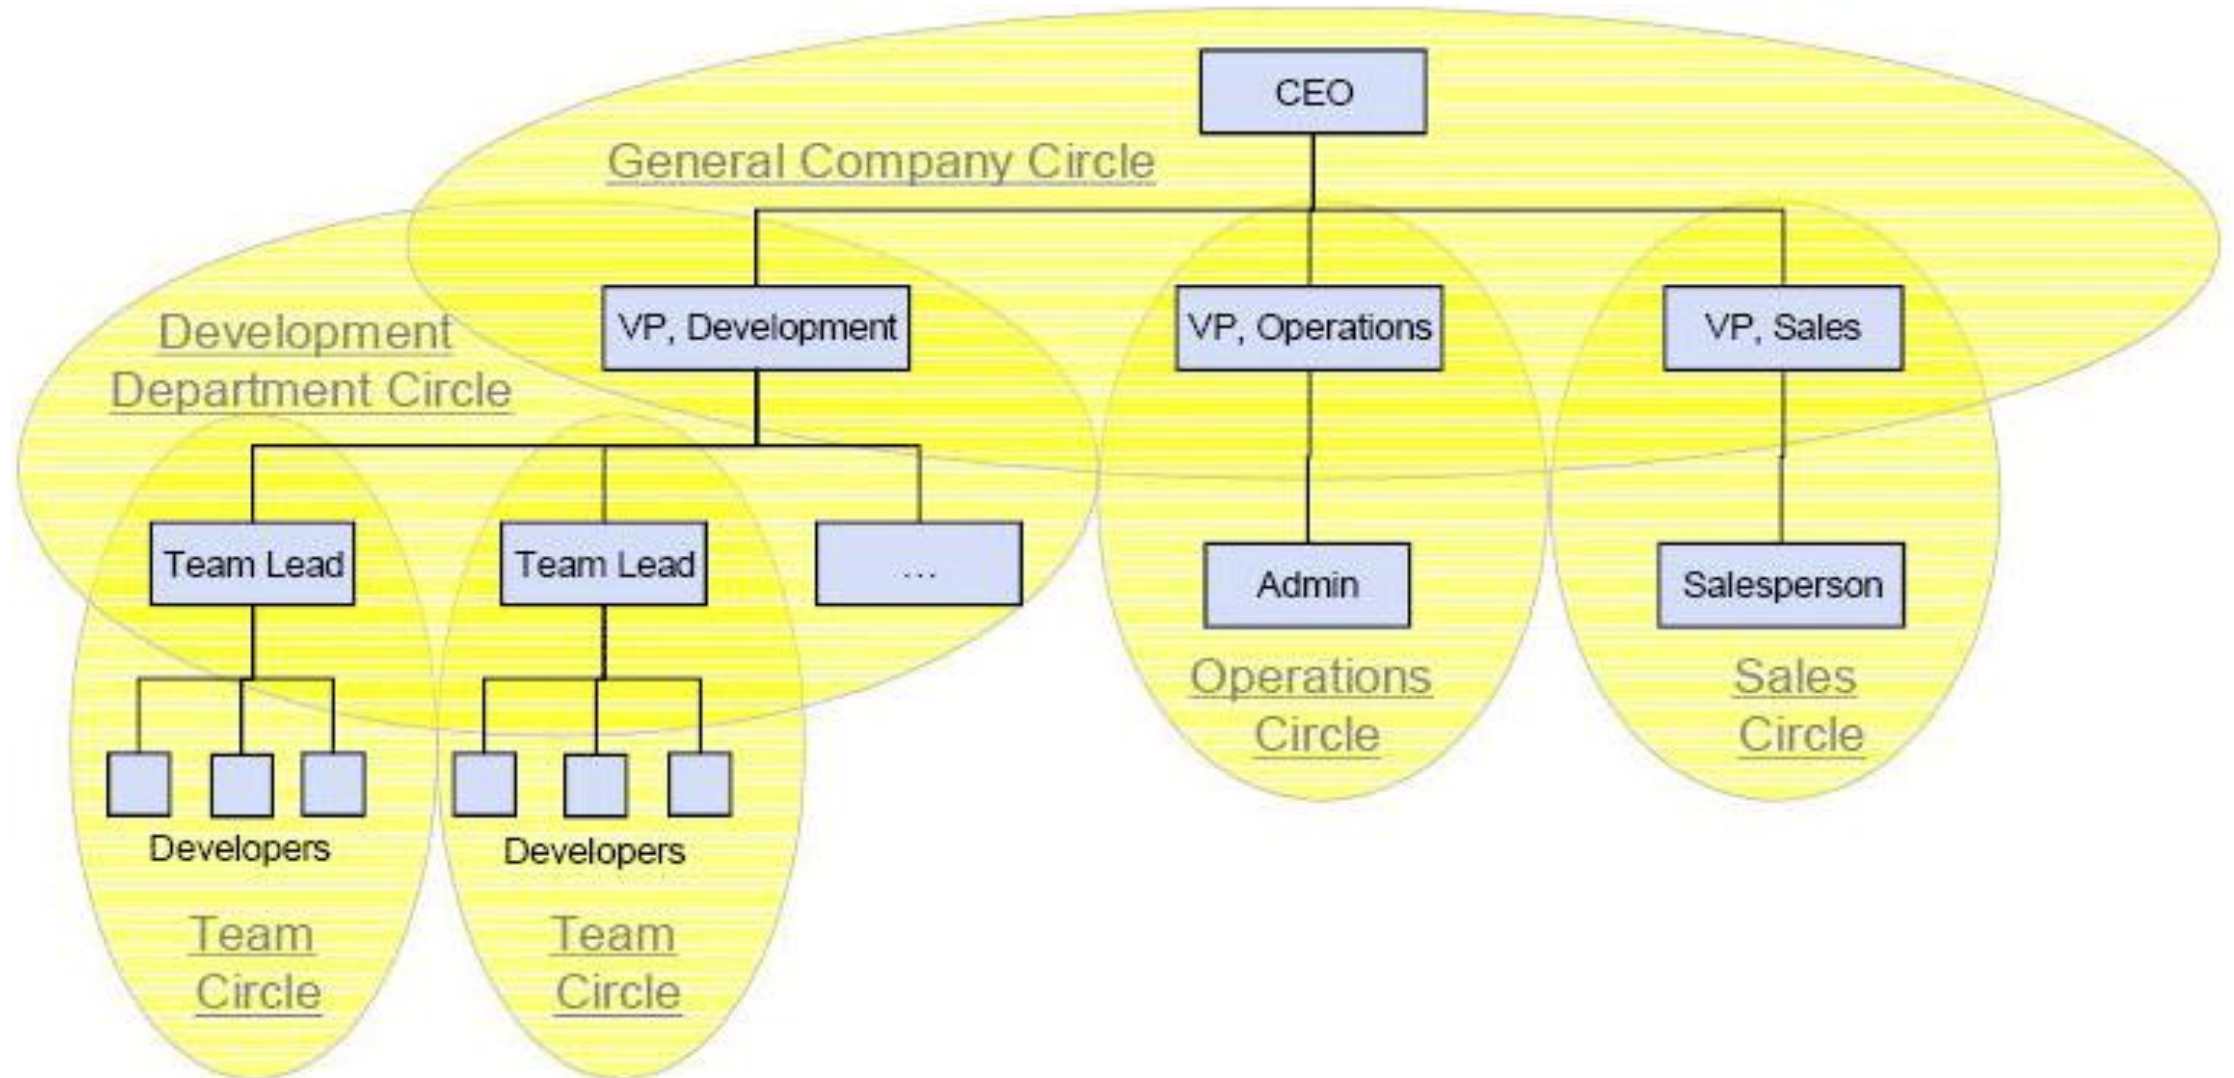 CEO
General Company Circle
VP, Development
VP, Operations
VP, Sales
Development
Department Circle
Team Lead
Team Lead
...
Admin
Salesperson
Operations
Circle
Sales
Circle
Developers
Developers
Team
Circle
Team
Circle